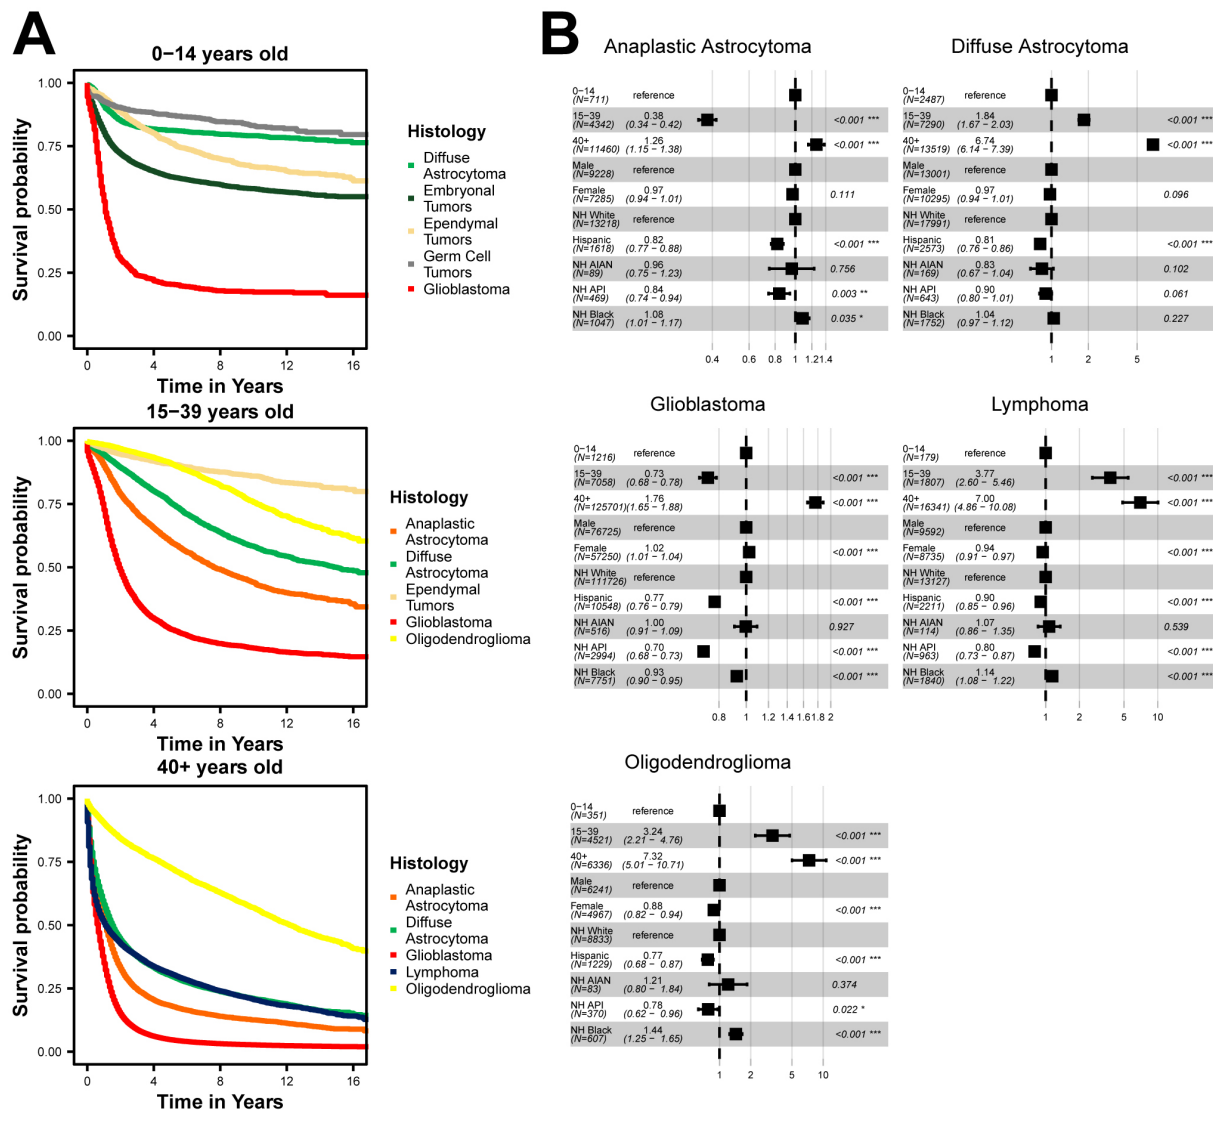 A
0−14 years old
Survival probability
1.00
0.75
0.50
0.25
0.00
0 4 8 12 16
Time in Years
Histology
Diffuse
Astrocytoma
Embryonal
Tumors
Ependymal
Tumors
Germ Cell
Tumors
Glioblastoma
15−39 years old
Survival probability
1.00
0.75
0.50
0.25
0.00
0 4 8 12 16
Time in Years
Histology
Anaplastic
Astrocytoma
Diffuse
Astrocytoma
Ependymal
Tumors
Glioblastoma
Oligodendroglioma
40+ years old
Survival probability
1.00
0.75
0.50
0.25
0.00
0 4 8 12 16
Time in Years
Histology
Anaplastic
Astrocytoma
Diffuse
Astrocytoma
Glioblastoma
Lymphoma
Oligodendroglioma
B
Anaplastic Astrocytoma
0−14
(N=711) reference
15−39 0.38
(N=4342) (0.34 − 0.42) <0.001 ***
40+ 1.26
(N=11460) (1.15 − 1.38) <0.001 ***
Male
(N=9228) reference
Female 0.97
(N=7285) (0.94 − 1.01) 0.111
NH White
(N=13218) reference
Hispanic 0.82
(N=1618) (0.77 − 0.88) <0.001 ***
NH AIAN 0.96
(N=89) (0.75 − 1.23) 0.756
NH API 0.84
(N=469) (0.74 − 0.94) 0.003 **
NH Black 1.08
(N=1047) (1.01 − 1.17) 0.035 *
0.4 0.6 0.8 1 1.2 1.4
Diffuse Astrocytoma
0−14
(N=2487) reference
15−39 1.84
(N=7290) (1.67 − 2.03) <0.001 ***
40+ 6.74
(N=13519) (6.14 − 7.39) <0.001 ***
Male
(N=13001) reference
Female 0.97
(N=10295) (0.94 − 1.01) 0.096
NH White
(N=17991) reference
Hispanic 0.81
(N=2573) (0.76 − 0.86) <0.001 ***
NH AIAN 0.83
(N=169) (0.67 − 1.04) 0.102
NH API 0.90
(N=643) (0.80 − 1.01) 0.061
NH Black 1.04
(N=1752) (0.97 − 1.12) 0.227
1 2 5
Glioblastoma
0−14
(N=1216) reference
15−39 0.73
(N=7058) (0.68 − 0.78) <0.001 ***
40+ 1.76
(N=125701) (1.65 − 1.88) <0.001 ***
Male
(N=76725) reference
Female 1.02
(N=57250) (1.01 − 1.04) <0.001 ***
NH White
(N=111726) reference
Hispanic 0.77
(N=10548) (0.76 − 0.79) <0.001 ***
NH AIAN 1.00
(N=516) (0.91 − 1.09) 0.927
NH API 0.70
(N=2994) (0.68 − 0.73) <0.001 ***
NH Black 0.93
(N=7751) (0.90 − 0.95) <0.001 ***
0.8 1 1.2 1.4 1.6 1.8 2
Lymphoma
0−14
(N=179) reference
15−39 3.77
(N=1807) (2.60 − 5.46) <0.001 ***
40+ 7.00
(N=16341) (4.86 − 10.08) <0.001 ***
Male
(N=9592) reference
Female 0.94
(N=8735) (0.91 − 0.97) <0.001 ***
NH White
(N=13127) reference
Hispanic 0.90
(N=2211) (0.85 − 0.96) <0.001 ***
NH AIAN 1.07
(N=114) (0.86 − 1.35) 0.539
NH API 0.80
(N=963) (0.73 − 0.87) <0.001 ***
NH Black 1.14
(N=1840) (1.08 − 1.22) <0.001 ***
1 2 5 10
Oligodendroglioma
0−14
(N=351) reference
15−39 3.24
(N=4521) (2.21 − 4.76) <0.001 ***
40+ 7.32
(N=6336) (5.01 − 10.71) <0.001 ***
Male
(N=6241) reference
Female 0.88
(N=4967) (0.82 − 0.94) <0.001 ***
NH White
(N=8833) reference
Hispanic 0.77
(N=1229) (0.68 − 0.87) <0.001 ***
NH AIAN 1.21
(N=83) (0.80 − 1.84) 0.374
NH API 0.78
(N=370) (0.62 − 0.96) 0.022 *
NH Black 1.44
(N=607) (1.25 − 1.65) <0.001 ***
1 2 5 10